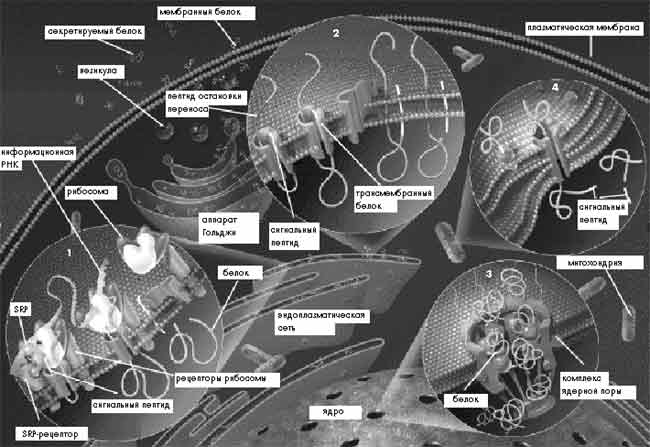 мембранный белок
секретируемый белок
плазматическая мембрана
везикула
2
пептид остановки
переноса
4
информационная
РНК
рибосома
трансмембранный
белок
сигнальный
пептид
сигнальный
пептид
аппарат
Гольджи
1
белок
3
митохондрия
SRP
эндоплазматическая
сеть
рецепторы рибосомы
комплекс
ядерной поры
белок
сигнальный пептид
ядро
SRP-рецептор